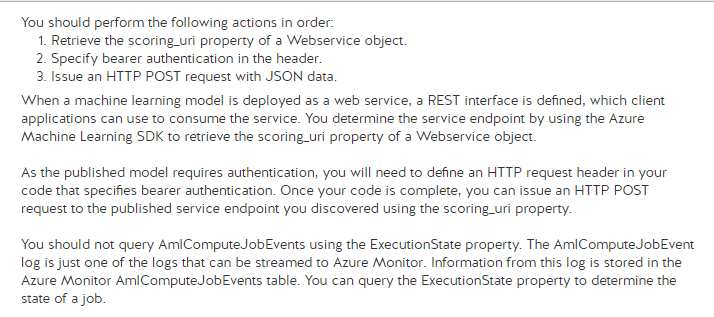 You should perform the following actions in order:
1. Retrieve the scoring_uri property of a Webservice object.
2. Specify bearer authentication in the header.
3. Issue an HTTP POST request with JSON data.
When a machine learning model is deployed as a web service, a REST interface is defined, which client
applications can use to consume the service. You determine the service endpoint by using the Azure
Machine Learning SDK to retrieve the scoring_uri property of a Webservice object.
As the published model requires authentication, you will need to define an HTTP request header in your
code that specifies bearer authentication. Once your code is complete, you can issue an HTTP POST
request to the published service endpoint you discovered using the scoring_uri property.
You should not query AmlComputeJobEvents using the ExecutionState property. The AmlComputeJobEvent
log is just one of the logs that can be streamed to Azure Monitor. Information from this log is stored in the
Azure Monitor AmlComputeJobEvents table. You can query the ExecutionState property to determine the
state of a job.